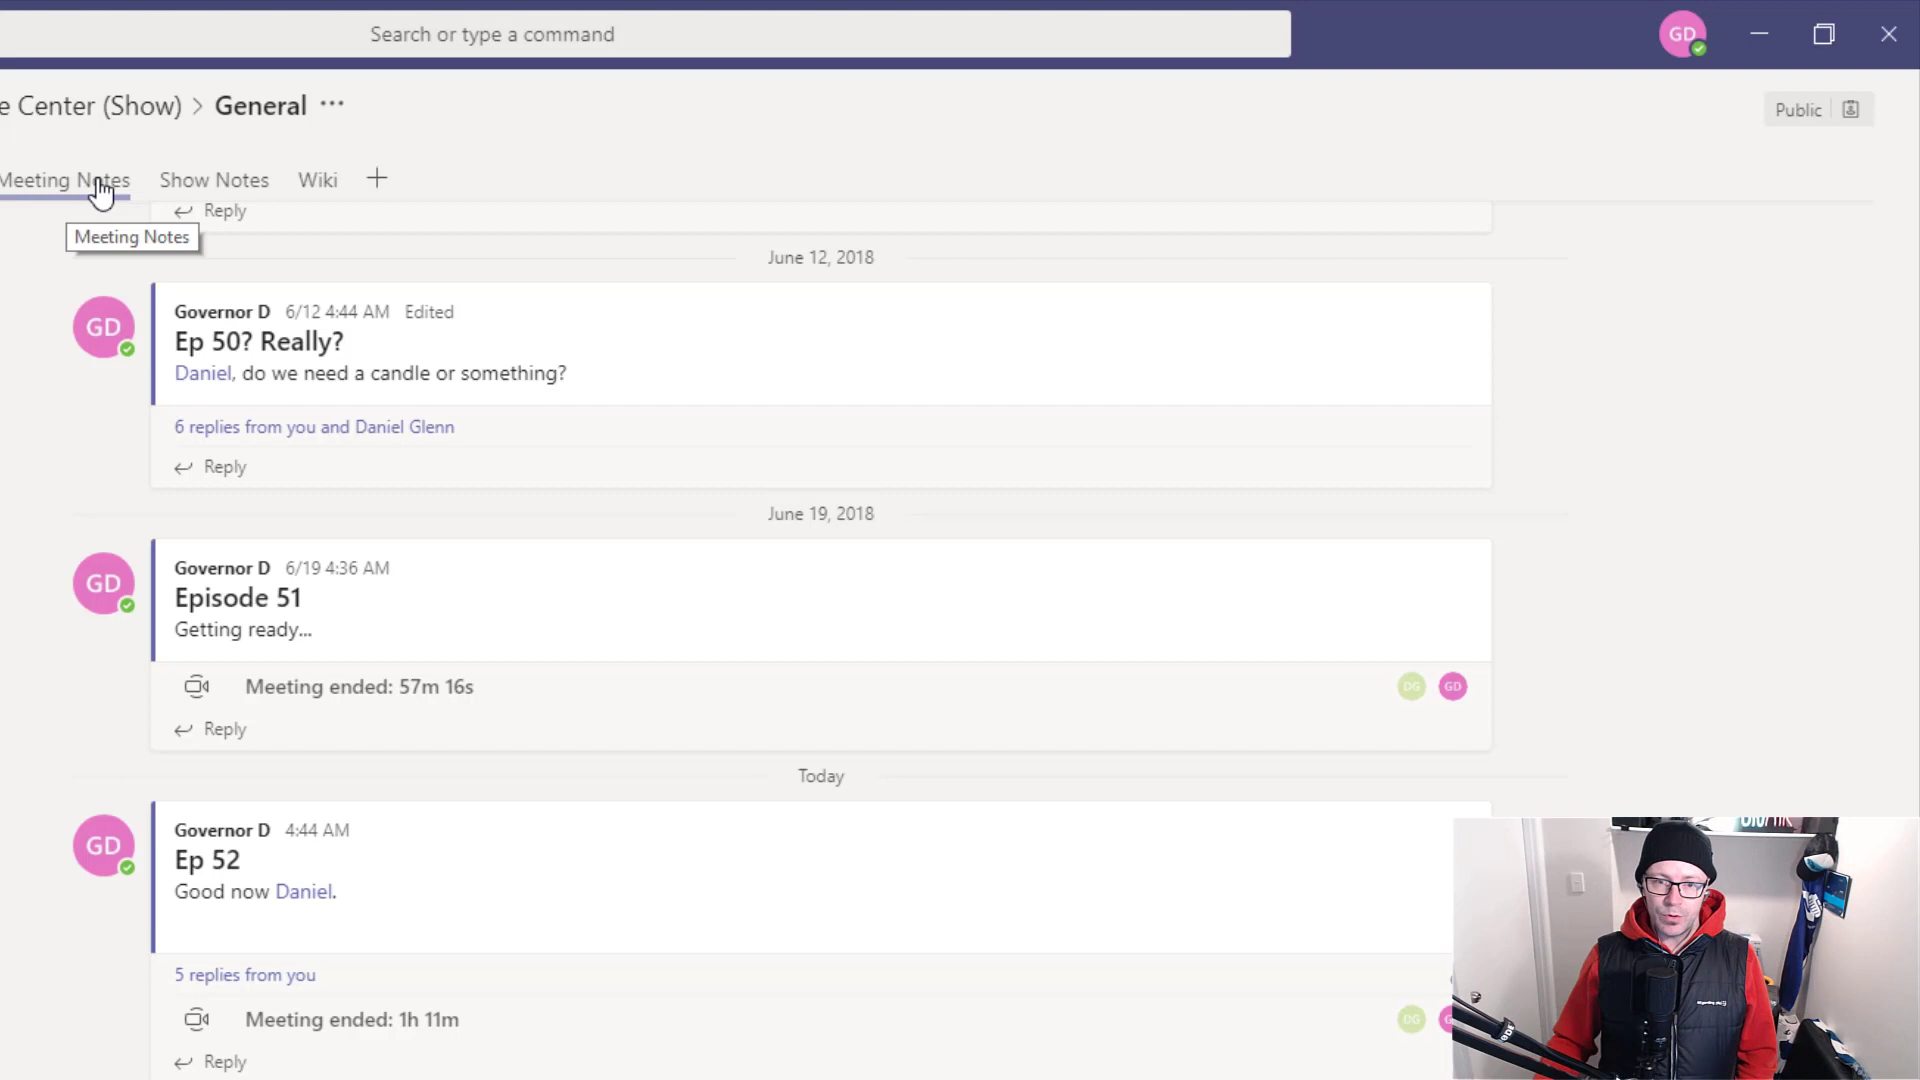 Search or type a command
GD
e Center (Show) > General ...
Public
Meeting Notes Show Notes Wiki +
Reply
Meeting Notes
June 12, 2018
GD
Governor D 6/12 4:44 AM Edited
Ep 50? Really?
Daniel, do we need a candle or something?
6 replies from you and Daniel Glenn
Reply
June 19, 2018
GD
Governor D 6/19 4:36 AM
Episode 51
Getting ready...
Meeting ended: 57m 16s
DG GD
Reply
Today
GD
Governor D 4:44 AM
Ep 52
Good now Daniel.
5 replies from you
Meeting ended: 1h 11m
DG
Reply